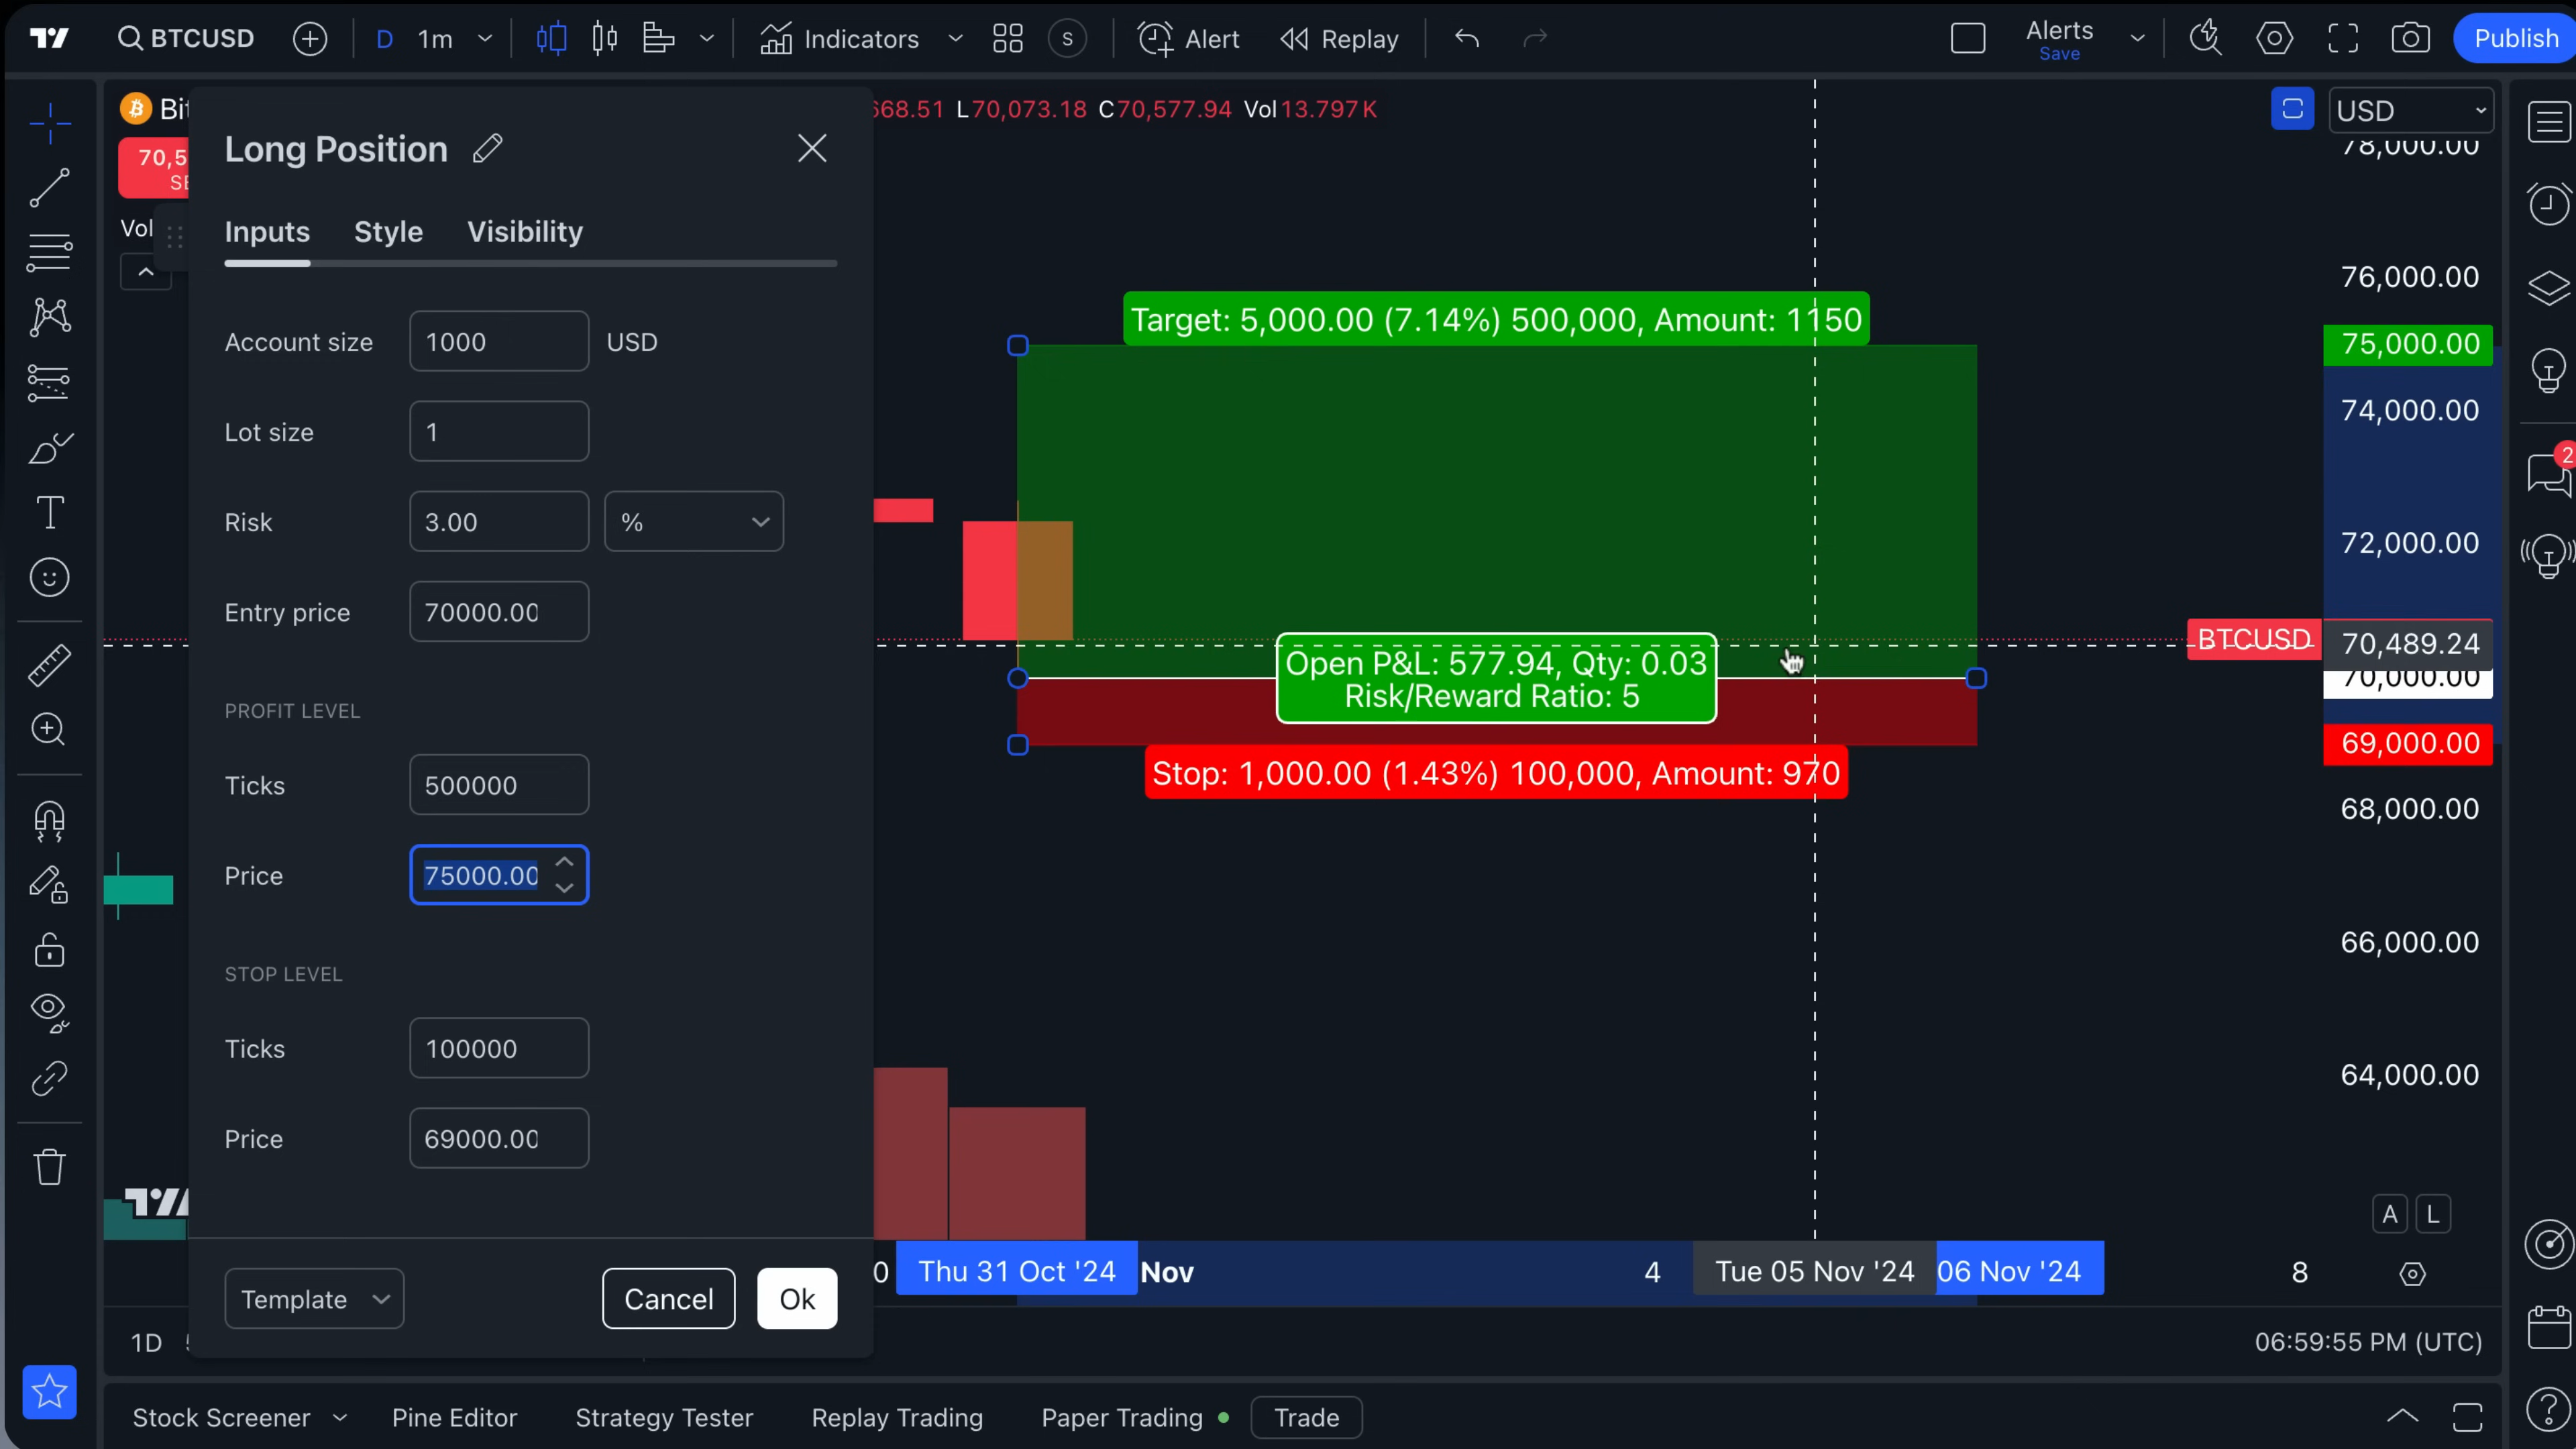 BTCUSD D 1m Indicators S Alert Replay Alerts Publish
Save
Bit 668.51 L70,073.18 C70,577.94 Vol13.797K USD
70,5
SE
Vol
Long Position
Inputs Style Visibility
Account size 1000 USD
Lot size 1
Risk 3.00 %
Entry price 70000.00
PROFIT LEVEL
Ticks 500000
Price 75000.00
STOP LEVEL
Ticks 100000
Price 69000.00
Template Cancel Ok
Target: 5,000.00 (7.14%) 500,000, Amount: 1150
Open P&L: 577.94, Qty: 0.03
Risk/Reward Ratio: 5
Stop: 1,000.00 (1.43%) 100,000, Amount: 970
78,000.00
76,000.00
75,000.00
74,000.00
72,000.00
BTCUSD 70,489.24
70,000.00
69,000.00
68,000.00
66,000.00
64,000.00
2
A L
0 Thu 31 Oct '24 Nov 4 Tue 05 Nov '24 06 Nov '24 8
1D 06:59:55 PM (UTC)
Stock Screener Pine Editor Strategy Tester Replay Trading Paper Trading Trade